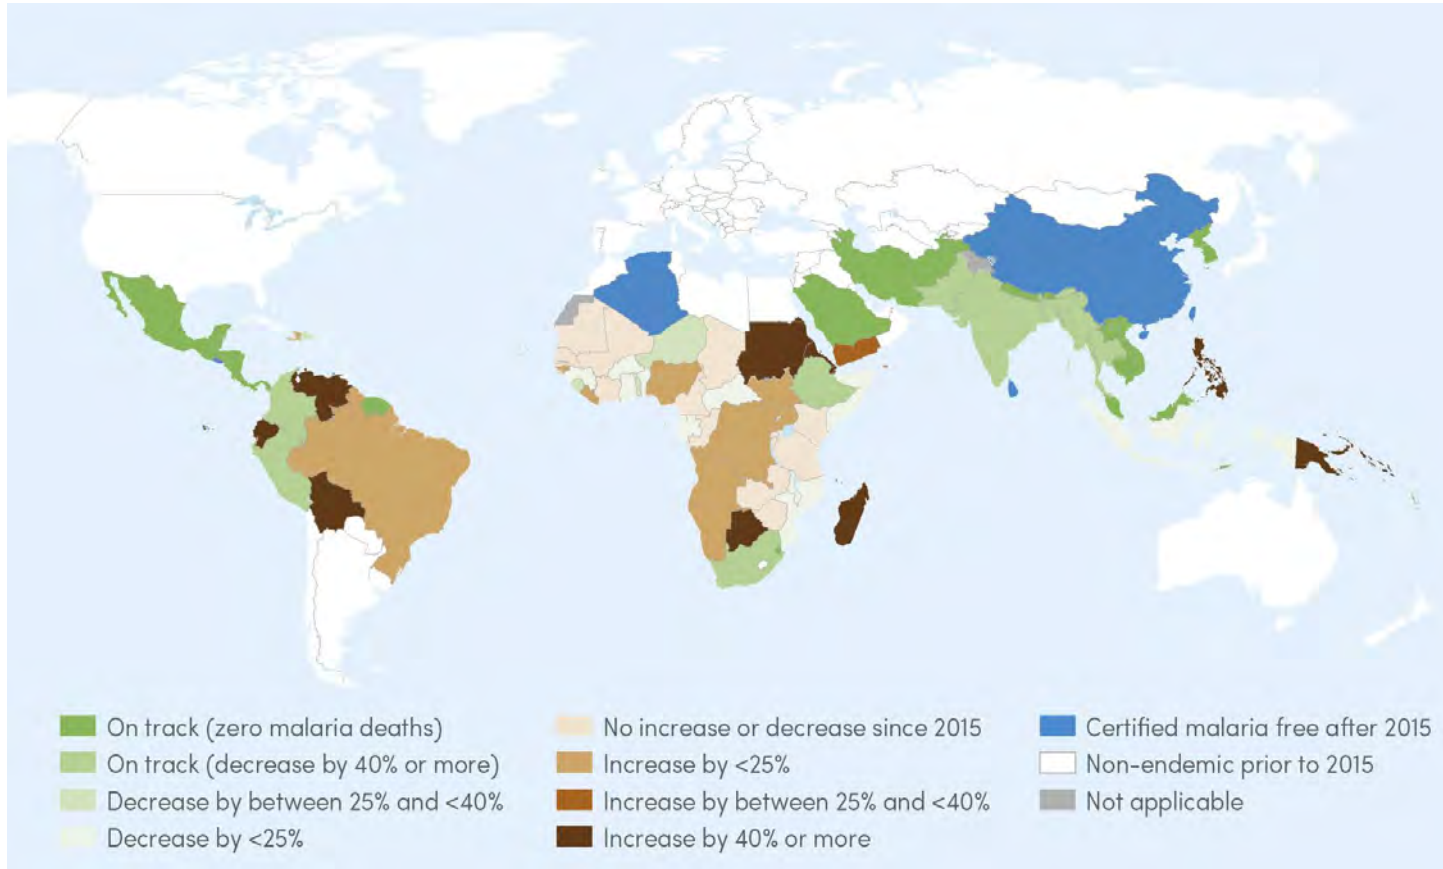 On track (zero malaria deaths)
On track (decrease by 40% or more)
Decrease by between 25% and <40%
Decrease by <25%
No increase or decrease since 2015
Increase by <25%
Increase by between 25% and <40%
Increase by 40% or more
Certified malaria free after 2015
Non-endemic prior to 2015
Not applicable